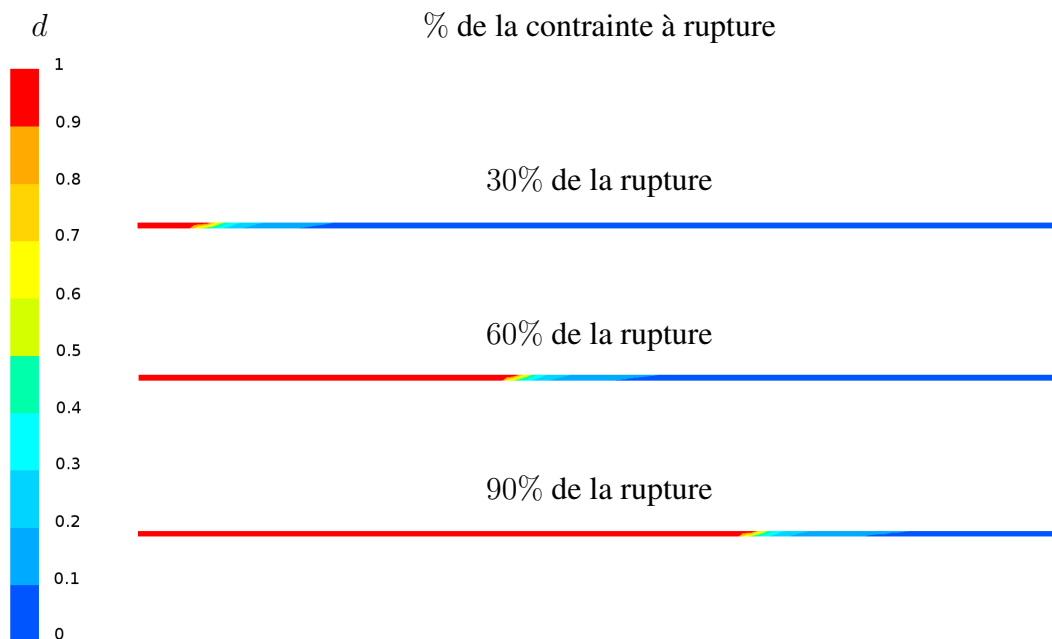 d
% de la contrainte à rupture
1
0.9
0.8
0.7
0.6
0.5
0.4
0.3
0.2
0.1
0
30% de la rupture
60% de la rupture
90% de la rupture